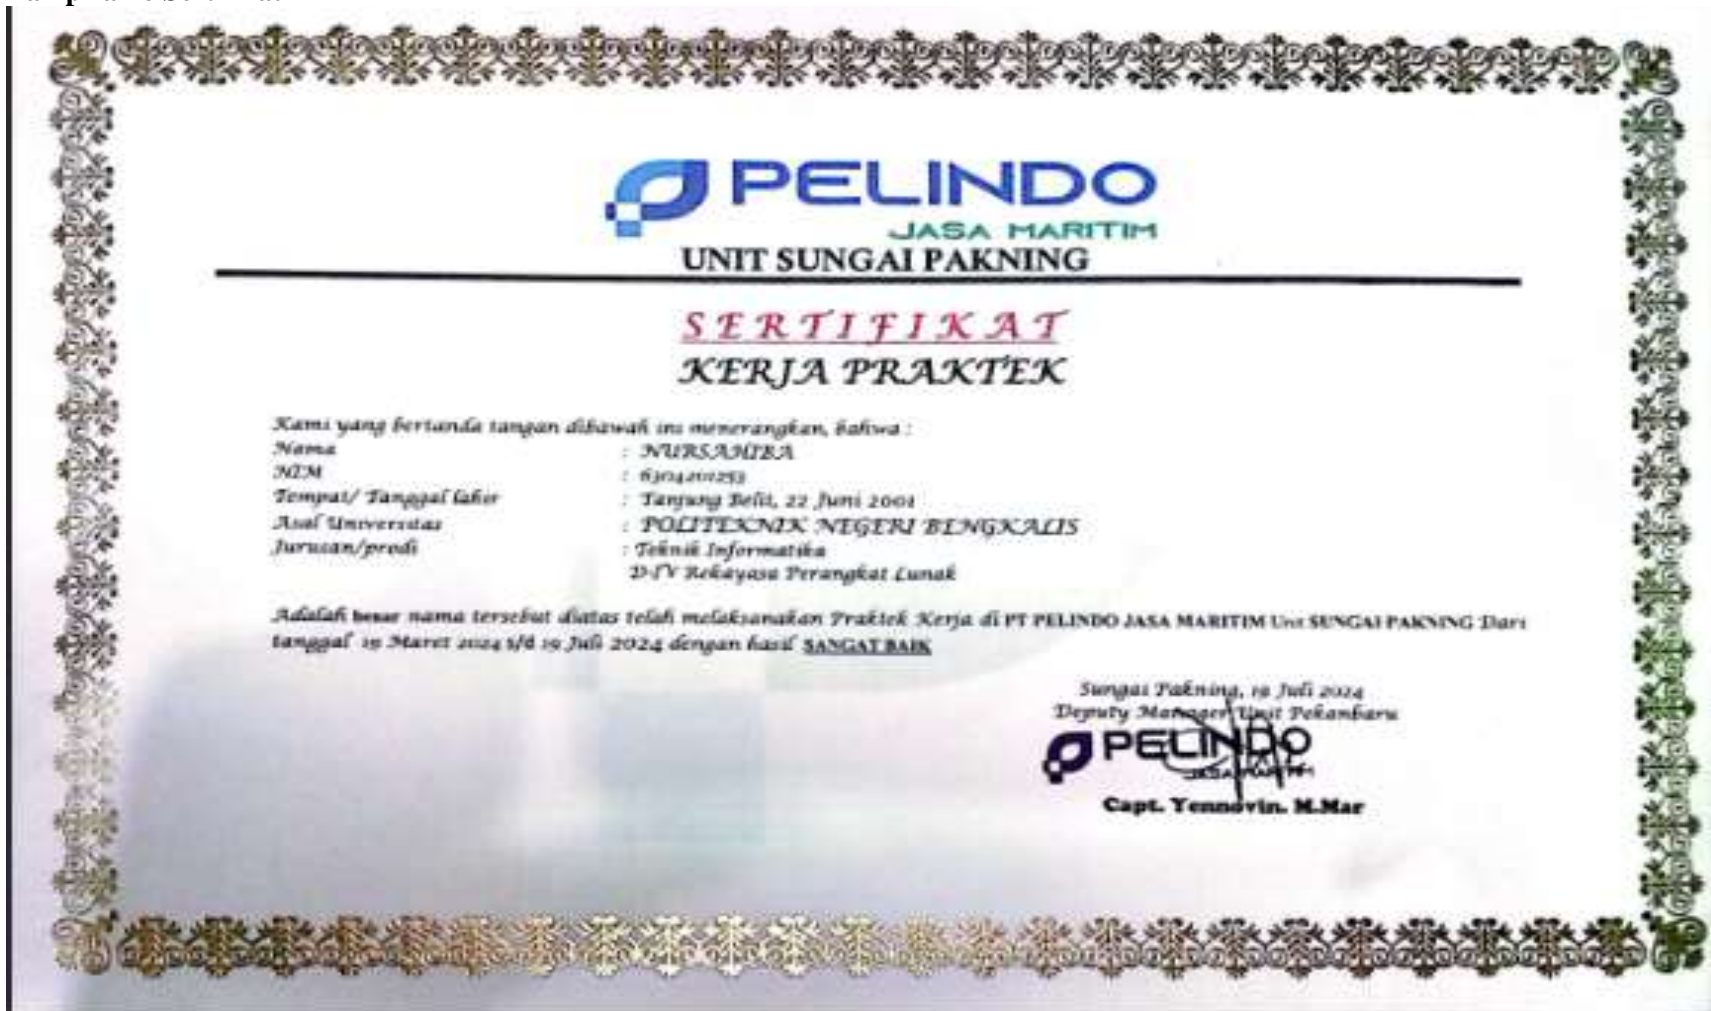 PELINDO
JASA MARITIM
UNIT SUNGAI PAKNING
SERTIFIKAT
KERJA PRAKTEK
Kami yang bertanda tangan dibawah ini menerangkan, bahwa :
Nama : NURSAHIBA
NIM : 6304201253
Tempat/ Tanggal lahir : Tanjung Belit, 22 Juni 2001
Asal Universitas : POLITEKNIK NEGERI BENGKALIS
Jurusan/prodi : Teknik Informatika
D-IV Rekayasa Perangkat Lunak
Adalah benar nama tersebut diatas telah melaksanakan Praktek Kerja di PT PELINDO JASA MARITIM Unit SUNGAI PAKNING Dari
tanggal 19 Maret 2024 s/d 19 Juli 2024 dengan hasil SANGAT BAIK
Sungai Pakning, 19 Juli 2024
Deputy Manager Unit Pekanbaru
PELINDO
JASA MARITIM
Capt. Yennovin. M.Mar